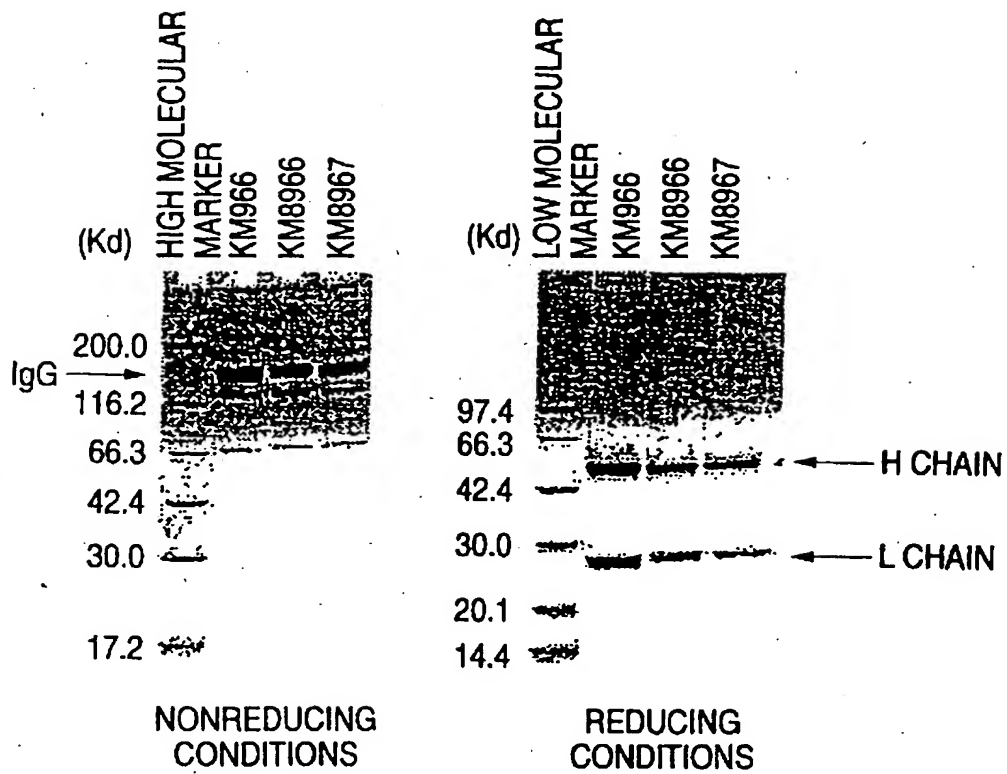 (Kd)
HIGH MOLECULAR
MARKER
KM966
KM8966
KM8967
200.0
IgG
116.2
66.3
42.4
30.0
17.2
NONREDUCING
CONDITIONS
(Kd)
LOW MOLECULAR
MARKER
KM966
KM8966
KM8967
97.4
66.3
42.4
30.0
20.1
14.4
H CHAIN
L CHAIN
REDUCING
CONDITIONS